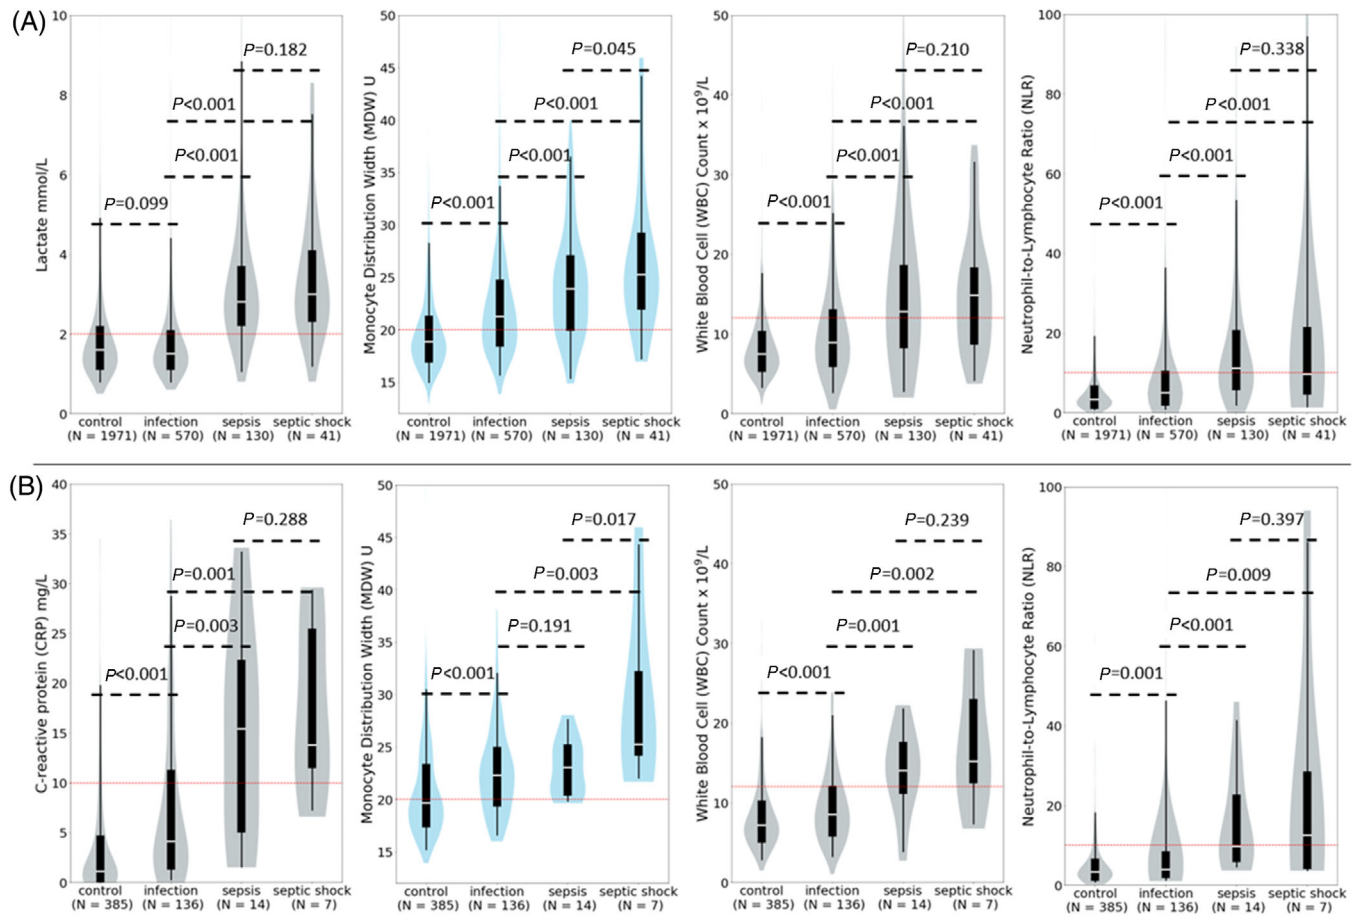 (A)
Lactate mmol/L
10
8
6
4
2
0
P=0.182
P<0.001
P<0.001
P=0.099
control infection sepsis septic shock
(N = 1971) (N = 570) (N = 130) (N = 41)
Monocyte Distribution Width (MDW) U
50
45
40
35
30
25
20
15
P=0.045
P<0.001
P<0.001
P<0.001
control infection sepsis septic shock
(N = 1971) (N = 570) (N = 130) (N = 41)
White Blood Cell (WBC) Count x 10⁹/L
50
40
30
20
10
0
P=0.210
P<0.001
P<0.001
P<0.001
control infection sepsis septic shock
(N = 1971) (N = 570) (N = 130) (N = 41)
Neutrophil-to-Lymphocyte Ratio (NLR)
100
80
60
40
20
0
P=0.338
P<0.001
P<0.001
P<0.001
control infection sepsis septic shock
(N = 1971) (N = 570) (N = 130) (N = 41)
(B)
C-reactive protein (CRP) mg/L
40
35
30
25
20
15
10
5
0
P=0.288
P=0.001
P=0.003
P<0.001
control infection sepsis septic shock
(N = 385) (N = 136) (N = 14) (N = 7)
Monocyte Distribution Width (MDW) U
50
45
40
35
30
25
20
15
P=0.017
P=0.003
P=0.191
P<0.001
control infection sepsis septic shock
(N = 385) (N = 136) (N = 14) (N = 7)
White Blood Cell (WBC) Count x 10⁹/L
50
40
30
20
10
0
P=0.239
P=0.002
P=0.001
P<0.001
control infection sepsis septic shock
(N = 385) (N = 136) (N = 14) (N = 7)
Neutrophil-to-Lymphocyte Ratio (NLR)
100
80
60
40
20
0
P=0.397
P=0.009
P<0.001
P=0.001
control infection sepsis septic shock
(N = 385) (N = 136) (N = 14) (N = 7)